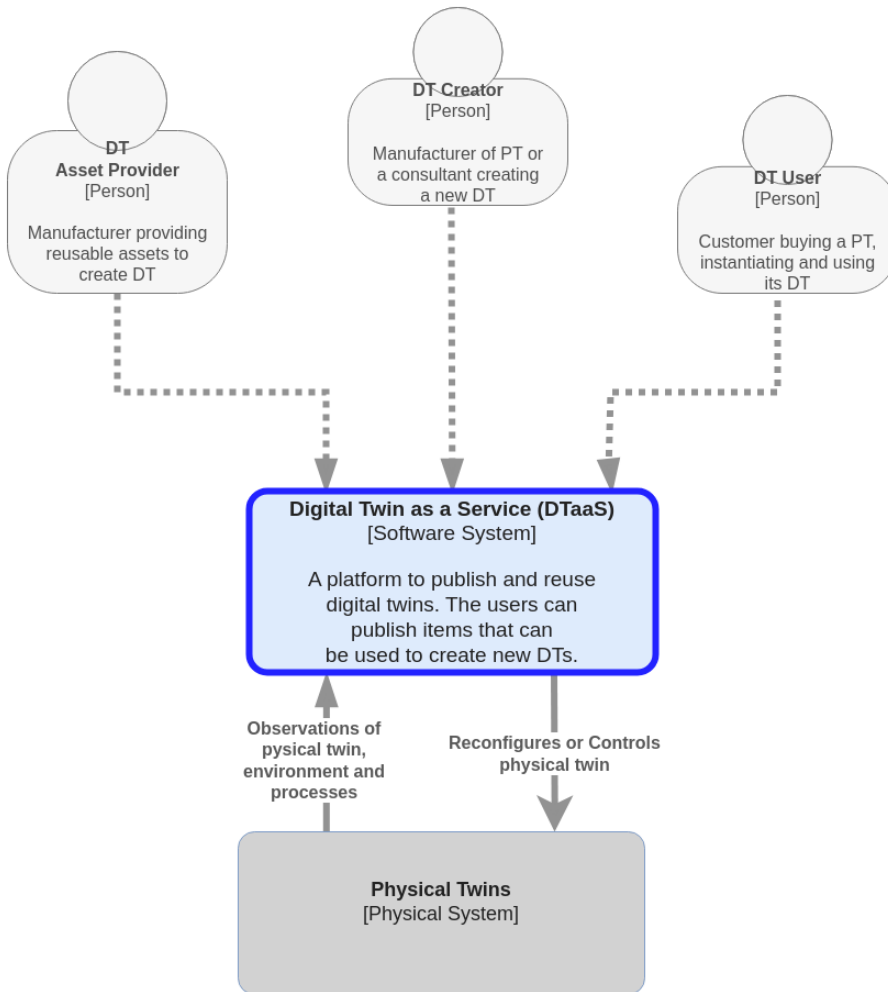 DT
Asset Provider
[Person]
Manufacturer providing
reusable assets to
create DT
DT Creator
[Person]
Manufacturer of PT or
a consultant creating
a new DT
DT User
[Person]
Customer buying a PT,
instantiating and using
its DT
Digital Twin as a Service (DTaaS)
[Software System]
A platform to publish and reuse
digital twins. The users can
publish items that can
be used to create new DTs.
Observations of
pysical twin,
environment and
processes
Reconfigures or Controls
physical twin
Physical Twins
[Physical System]